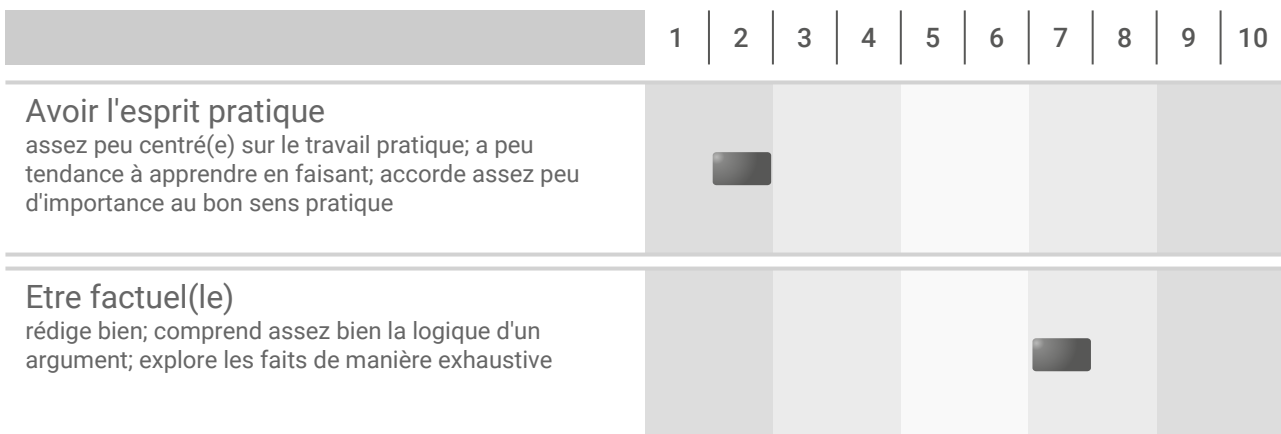 1 2 3 4 5 6 7 8 9 10
Avoir l'esprit pratique
assez peu centré(e) sur le travail pratique; a peu
tendance à apprendre en faisant; accorde assez peu
d'importance au bon sens pratique
Etre factuel(le)
rédige bien; comprend assez bien la logique d'un
argument; explore les faits de manière exhaustive